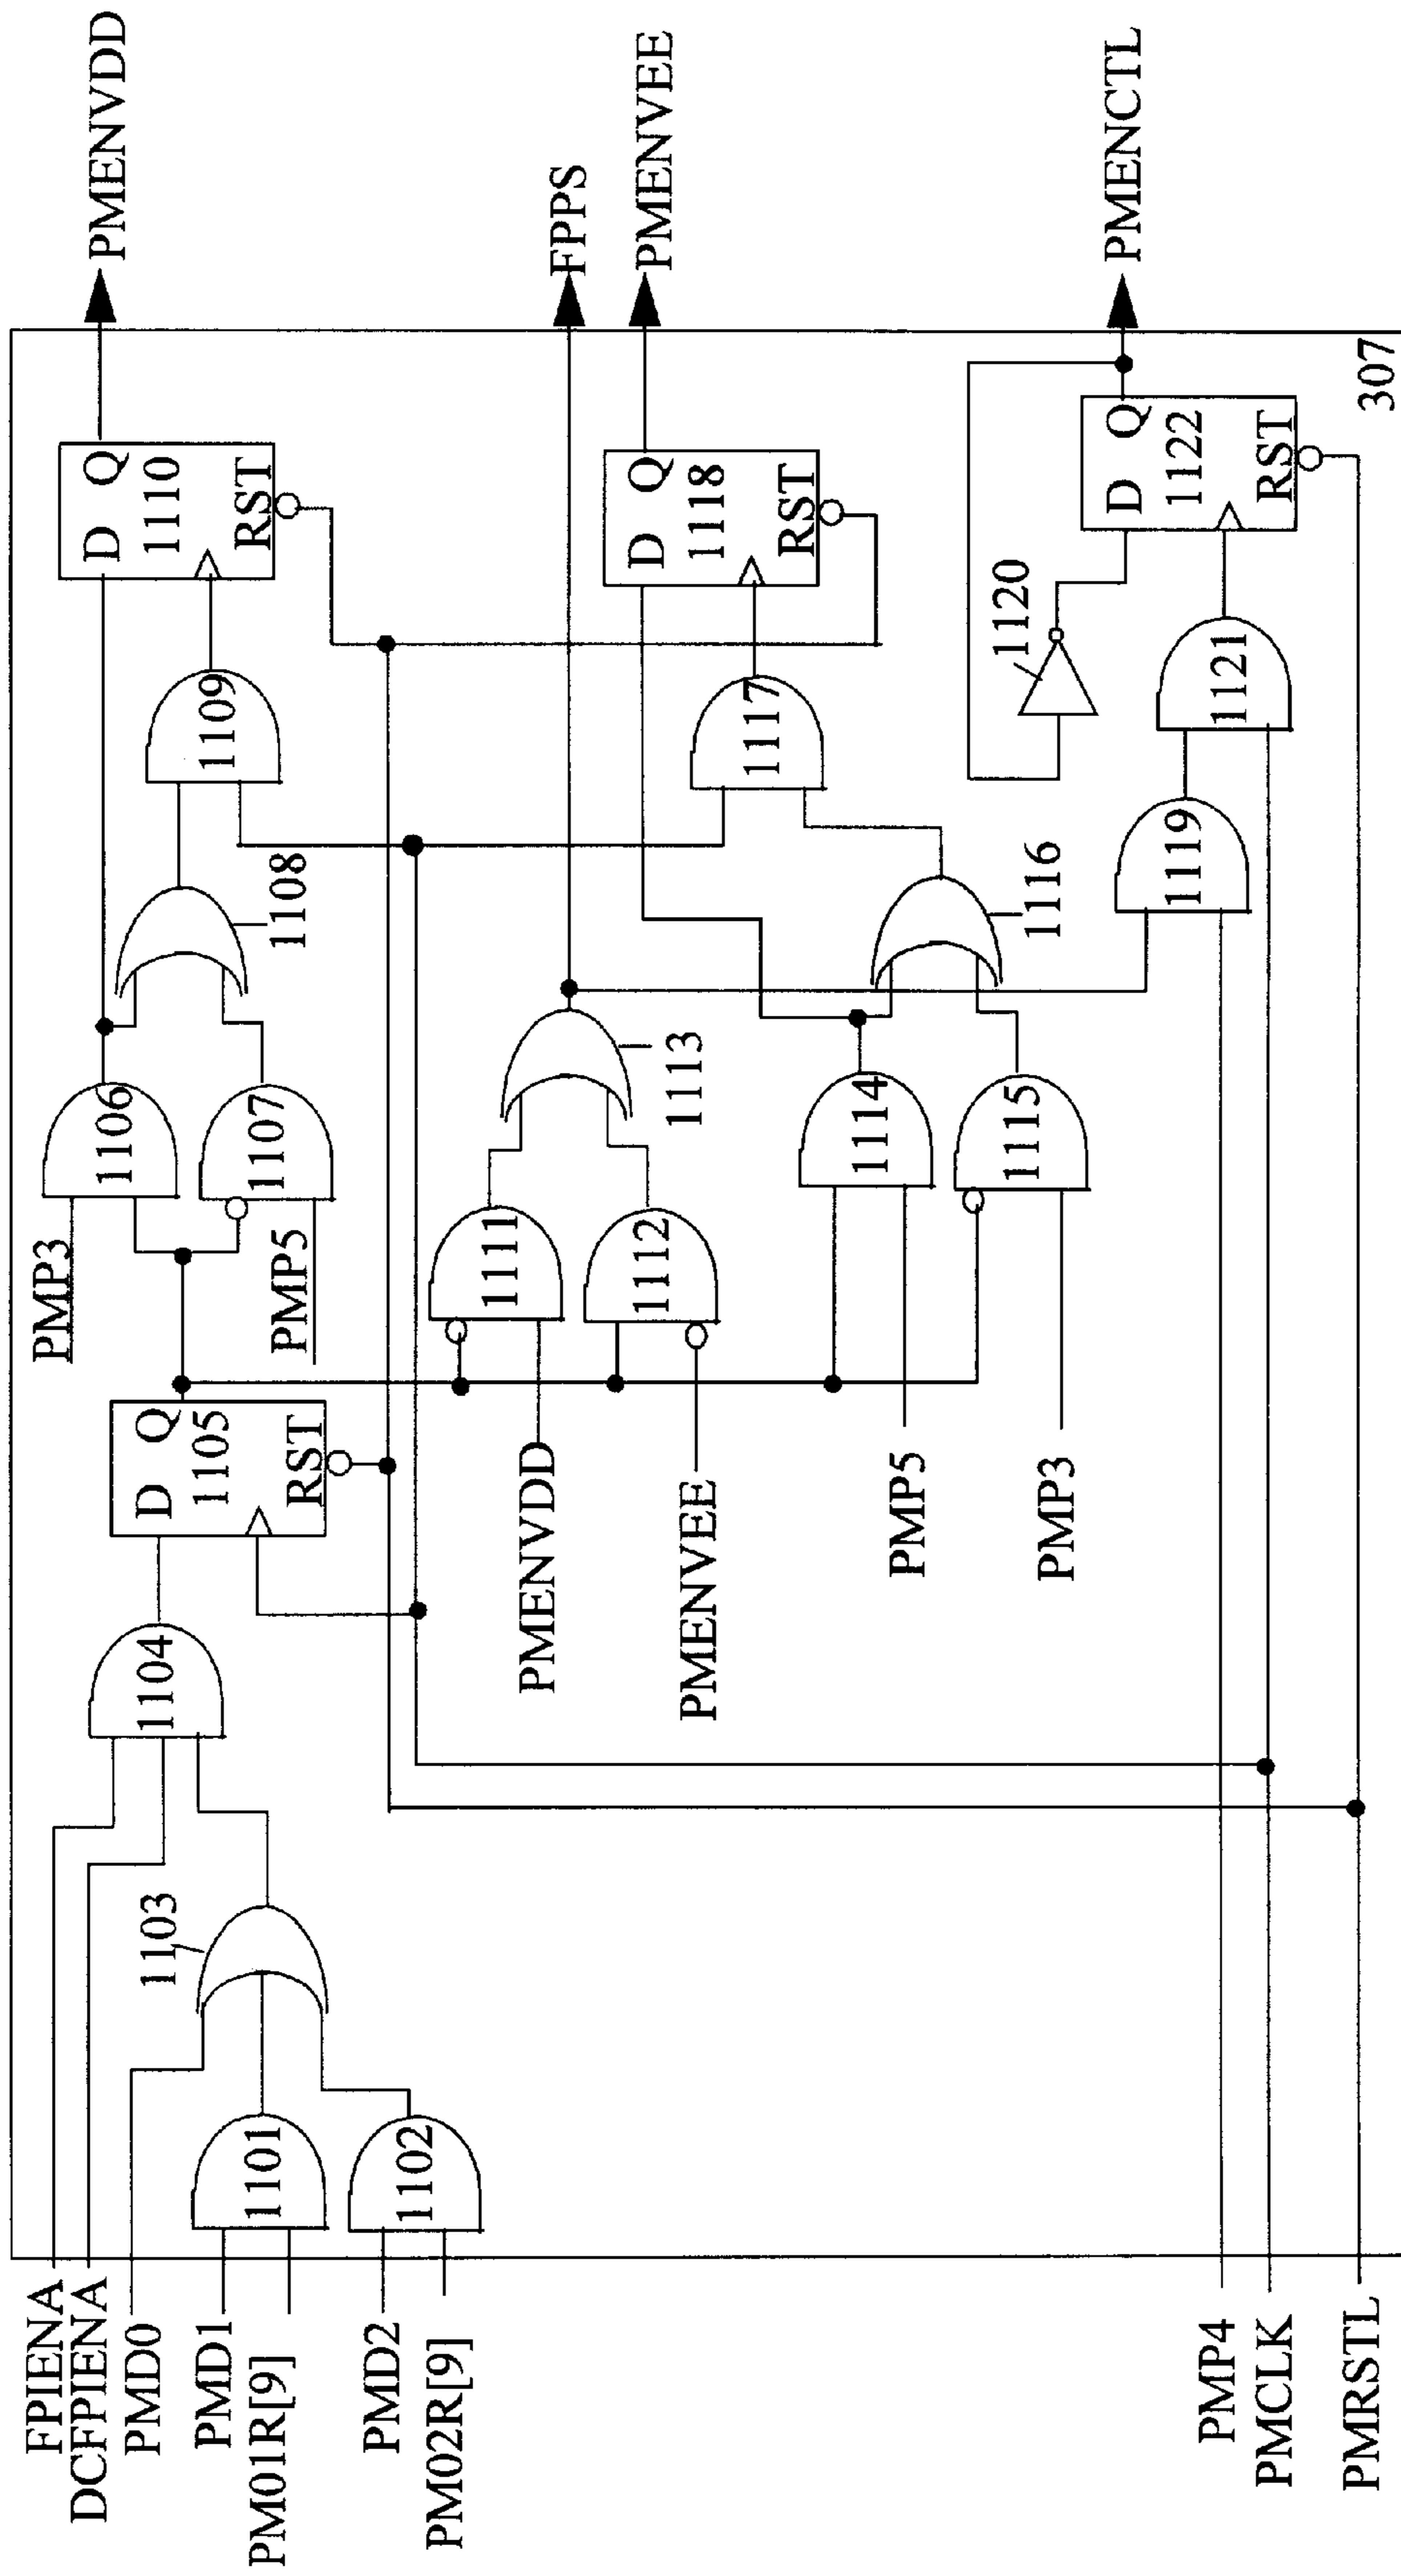 FPIENA
DCFPIENA
PMD0
PMD1
PM01R[9]
PMD2
PM02R[9]
PMP4
PMCLK
PMRSTL
1101
1102
1103
1104
D Q
1105
RST
PMP3
PMP5
1106
1107
1108
1109
D Q
1110
RST
PMENVDD
PMENVDD
PMENVEE
1111
1112
1113
FPPS
PMP5
PMP3
1114
1115
1116
1117
D Q
1118
RST
PMENVEE
1119
1120
1121
D Q
1122
RST
PMENCTL
307